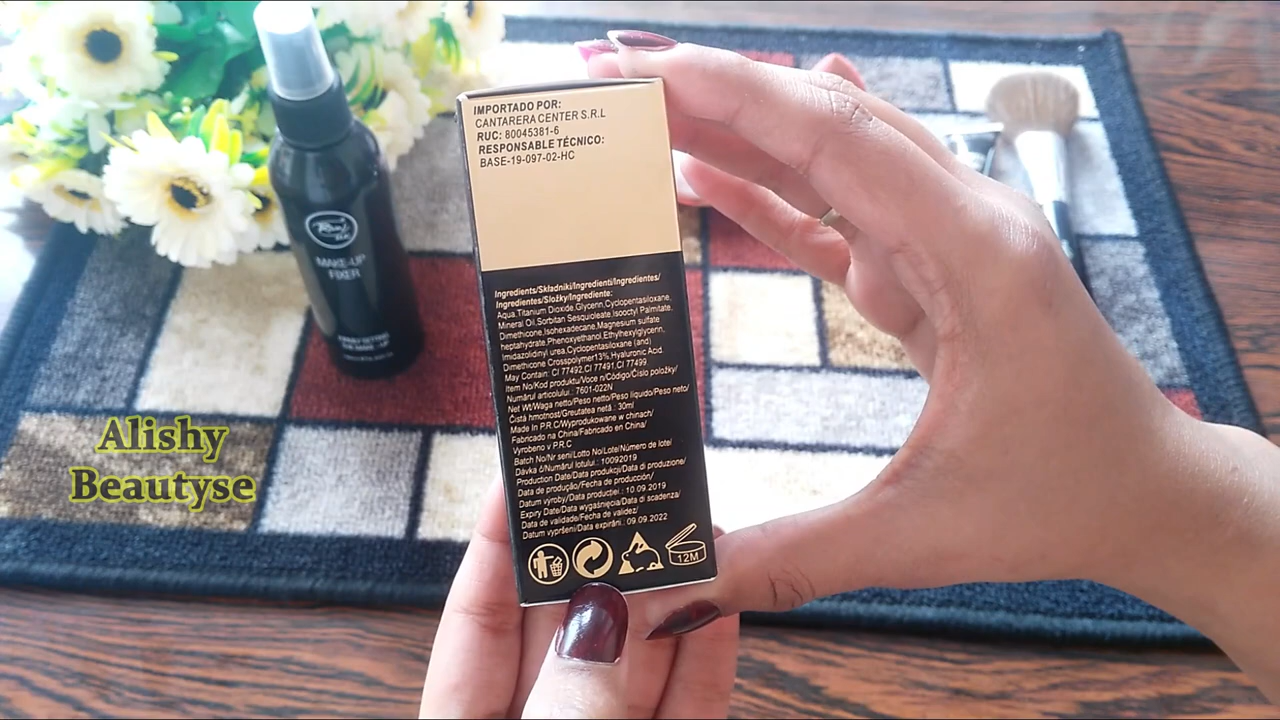 IMPORTADO POR:
CANTARERA CENTER S.R.L
RUC: 80045381-6
RESPONSABLE TÉCNICO:
BASE-19-097-02-HC
Ingredients/Składniki/Ingredienti/Ingredientes/
Ingredientes/Složky/Ingrediente:
Aqua,Titanium Dioxide,Glycerin,Cyclopentasiloxane,
Mineral Oil,Sorbitan Sesquioleate,Isooctyl Palmitate,
Dimethicone,Isohexadecane,Magnesium sulfate
heptahydrate,Phenoxyethanol,Ethylhexylglycerin,
Imidazolidinyl urea,Cyclopentasiloxane (and)
Dimethicone Crosspolymer13%,Hyaluronic Acid.
May Contain: CI 77492,CI 77491,CI 77499
Item No/Kod produktu/Voce n/Código/Číslo položky/
Numărul articolului.: 7601-022N
Net Wt/Waga netto/Peso netto/Peso líquido/Peso neto/
Čistá hmotnost/Greutatea netă.: 30ml
Made In P.R.C/Wyprodukowane w chinach/
Fabricado na China/Fabricado en China/
Vyrobeno v P.R.C
Batch No/Nr serii/Lotto No/Lote/Número de lote/
Dávka č/Numărul lotului.: 10092019
Production Date/Data produkcji/Data di produzione/
Data de produção/Fecha de producción/
Datum výroby/Data producției.: 10.09.2019
Expiry Date/Data wygaśnięcia/Data di scadenza/
Data de validade/Fecha de validez/
Datum vypršení/Data expirării.: 09.09.2022
12M
MAKE-UP
FIXER
Alishy
Beautyse